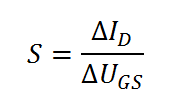 S = ΔI_D / ΔU_GS